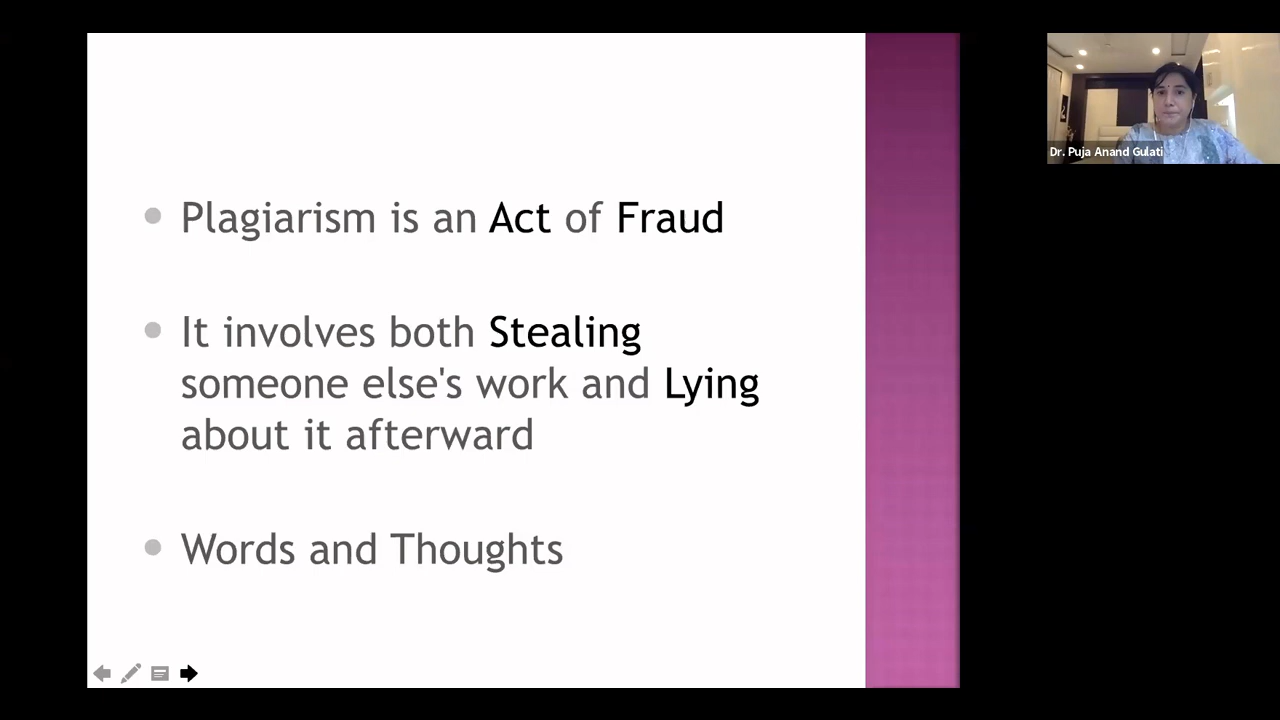 Plagiarism is an Act of Fraud
It involves both Stealing
someone else's work and Lying
about it afterward
Words and Thoughts
Dr. Puja Anand Gulati